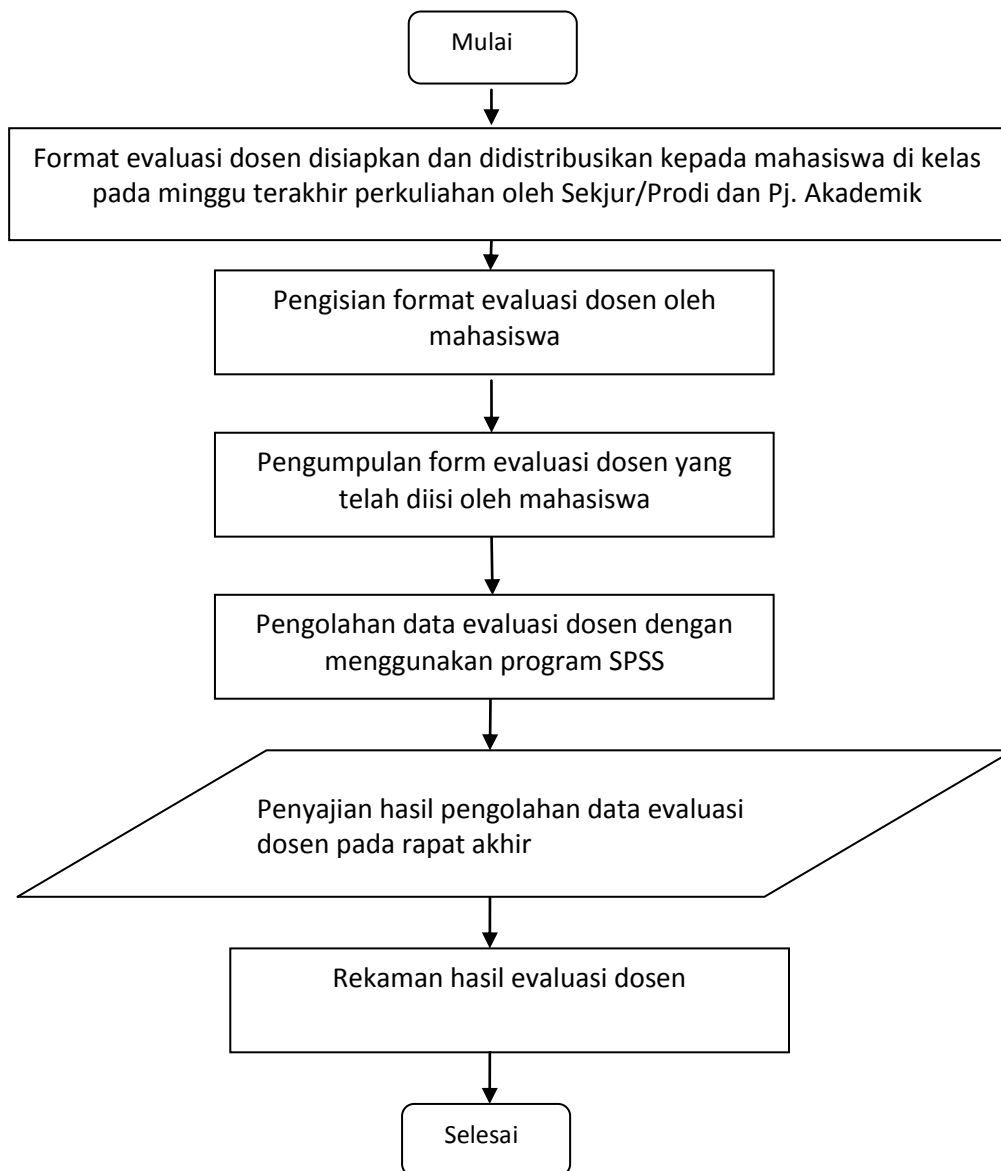 Mulai
Format evaluasi dosen disiapkan dan didistribusikan kepada mahasiswa di kelas
pada minggu terakhir perkuliahan oleh Sekjur/Prodi dan Pj. Akademik
Pengisian format evaluasi dosen oleh
mahasiswa
Pengumpulan form evaluasi dosen yang
telah diisi oleh mahasiswa
Pengolahan data evaluasi dosen dengan
menggunakan program SPSS
Penyajian hasil pengolahan data evaluasi
dosen pada rapat akhir
Rekaman hasil evaluasi dosen
Selesai